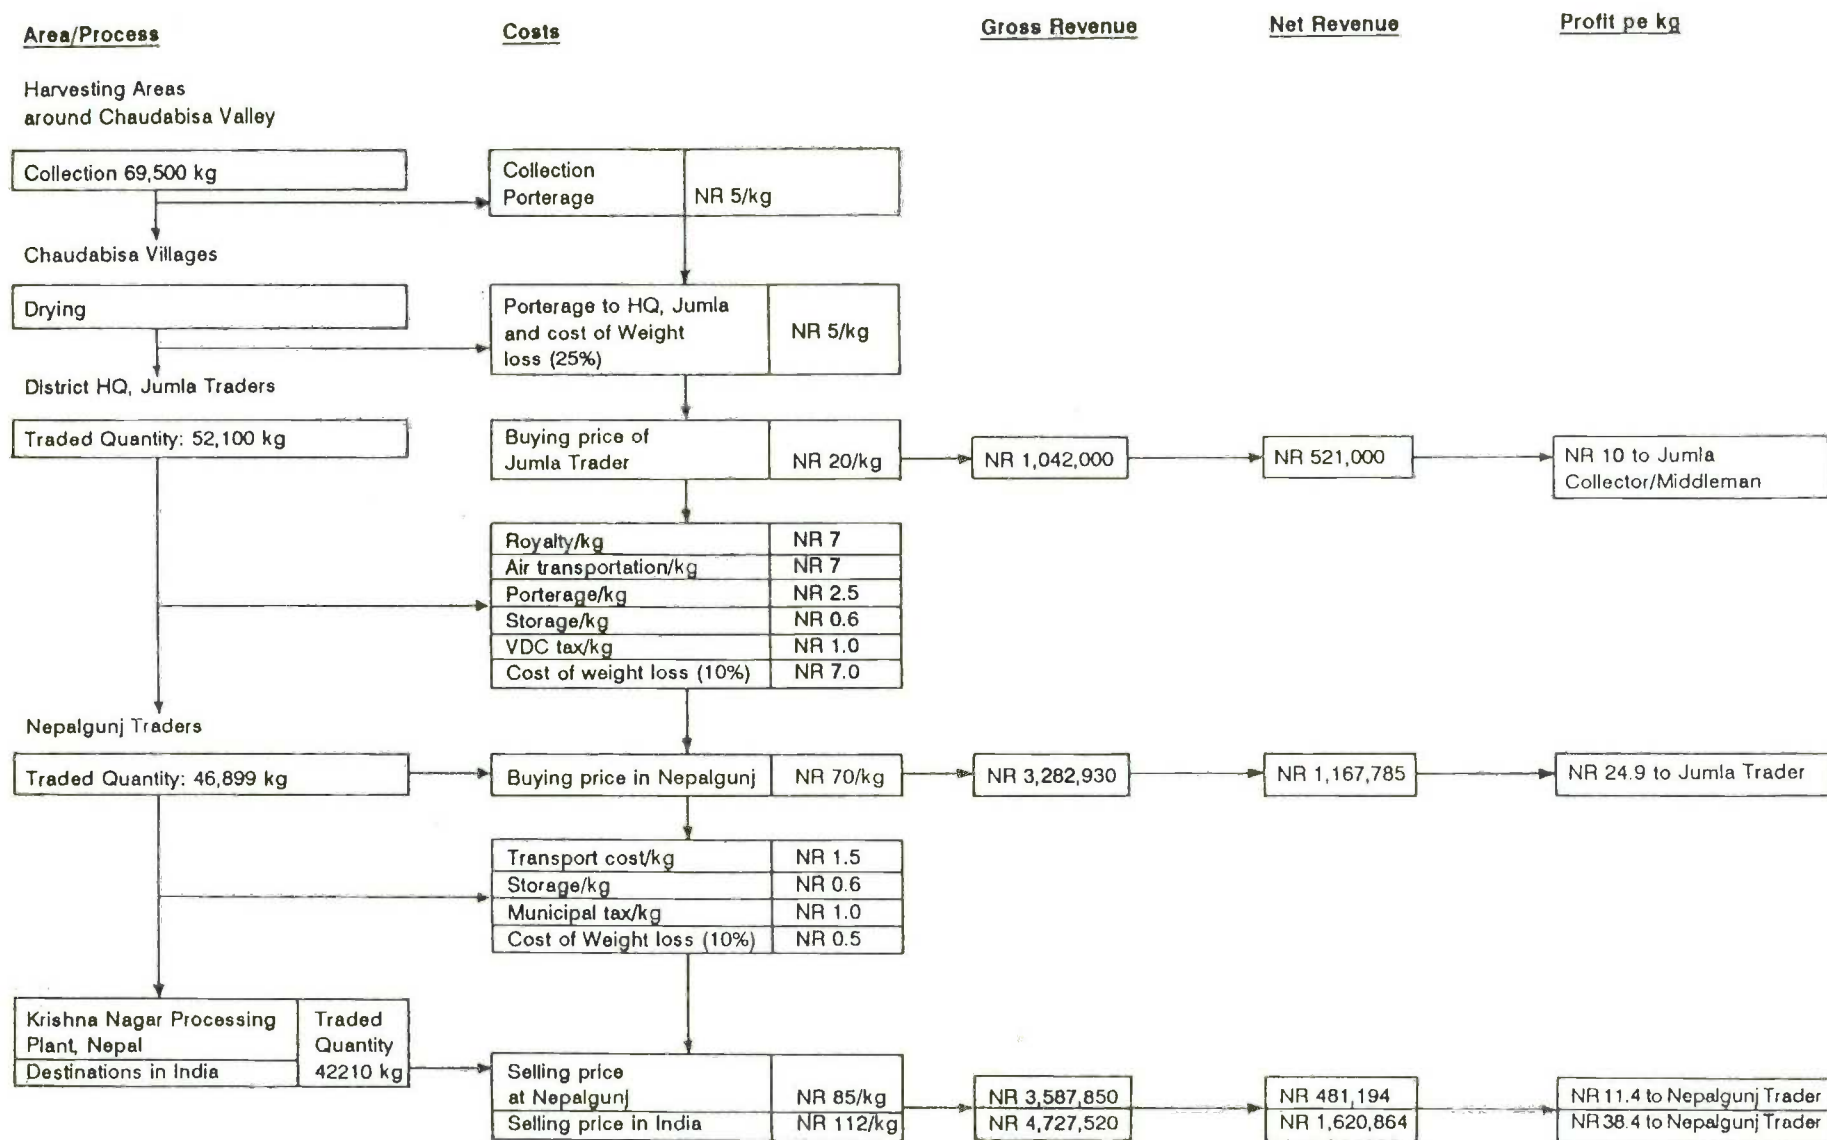 Area/Process
Costs
Gross Revenue
Net Revenue
Profit pe kg
Harvesting Areas
around Chaudabisa Valley
Collection 69,500 kg
Collection
Porterage
NR 5/kg
Chaudabisa Villages
Drying
Porterage to HQ, Jumla
and cost of Weight
loss (25%)
NR 5/kg
District HQ, Jumla Traders
Traded Quantity: 52,100 kg
Buying price of
Jumla Trader
NR 20/kg
NR 1,042,000
NR 521,000
NR 10 to Jumla
Collector/Middleman
Royalty/kg
NR 7
Air transportation/kg
NR 7
Porterage/kg
NR 2.5
Storage/kg
NR 0.6
VDC tax/kg
NR 1.0
Cost of weight loss (10%)
NR 7.0
Nepalgunj Traders
Traded Quantity: 46,899 kg
Buying price in Nepalgunj
NR 70/kg
NR 3,282,930
NR 1,167,785
NR 24.9 to Jumla Trader
Transport cost/kg
NR 1.5
Storage/kg
NR 0.6
Municipal tax/kg
NR 1.0
Cost of Weight loss (10%)
NR 0.5
Krishna Nagar Processing
Plant, Nepal
Destinations in India
Traded
Quantity
42210 kg
Selling price
at Nepalgunj
NR 85/kg
NR 3,587,850
NR 481,194
NR 11.4 to Nepalgunj Trader
Selling price in India
NR 112/kg
NR 4,727,520
NR 1,620,864
NR 38.4 to Nepalgunj Trader